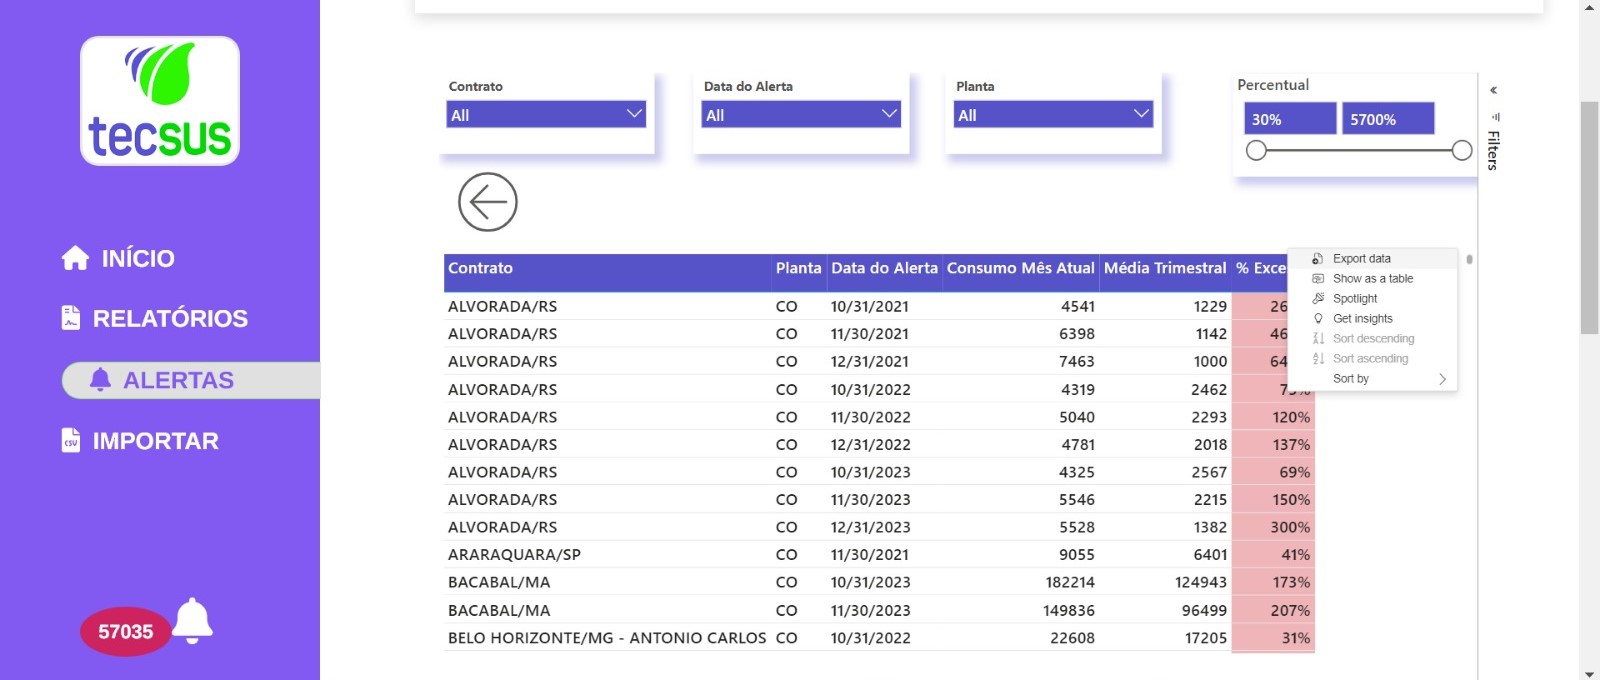 tecsus
INÍCIO
RELATÓRIOS
ALERTAS
CSV IMPORTAR
57035
Contrato
All
Data do Alerta
All
Planta
All
Percentual
30% 5700%
Filters
Contrato Planta Data do Alerta Consumo Mês Atual Média Trimestral % Exce
ALVORADA/RS CO 10/31/2021 4541 1229 26
ALVORADA/RS CO 11/30/2021 6398 1142 46
ALVORADA/RS CO 12/31/2021 7463 1000 64
ALVORADA/RS CO 10/31/2022 4319 2462
ALVORADA/RS CO 11/30/2022 5040 2293 120%
ALVORADA/RS CO 12/31/2022 4781 2018 137%
ALVORADA/RS CO 10/31/2023 4325 2567 69%
ALVORADA/RS CO 11/30/2023 5546 2215 150%
ALVORADA/RS CO 12/31/2023 5528 1382 300%
ARARAQUARA/SP CO 11/30/2021 9055 6401 41%
BACABAL/MA CO 10/31/2023 182214 124943 173%
BACABAL/MA CO 11/30/2023 149836 96499 207%
BELO HORIZONTE/MG - ANTONIO CARLOS CO 10/31/2022 22608 17205 31%
Export data
Show as a table
Spotlight
Get insights
Sort descending
Sort ascending
Sort by